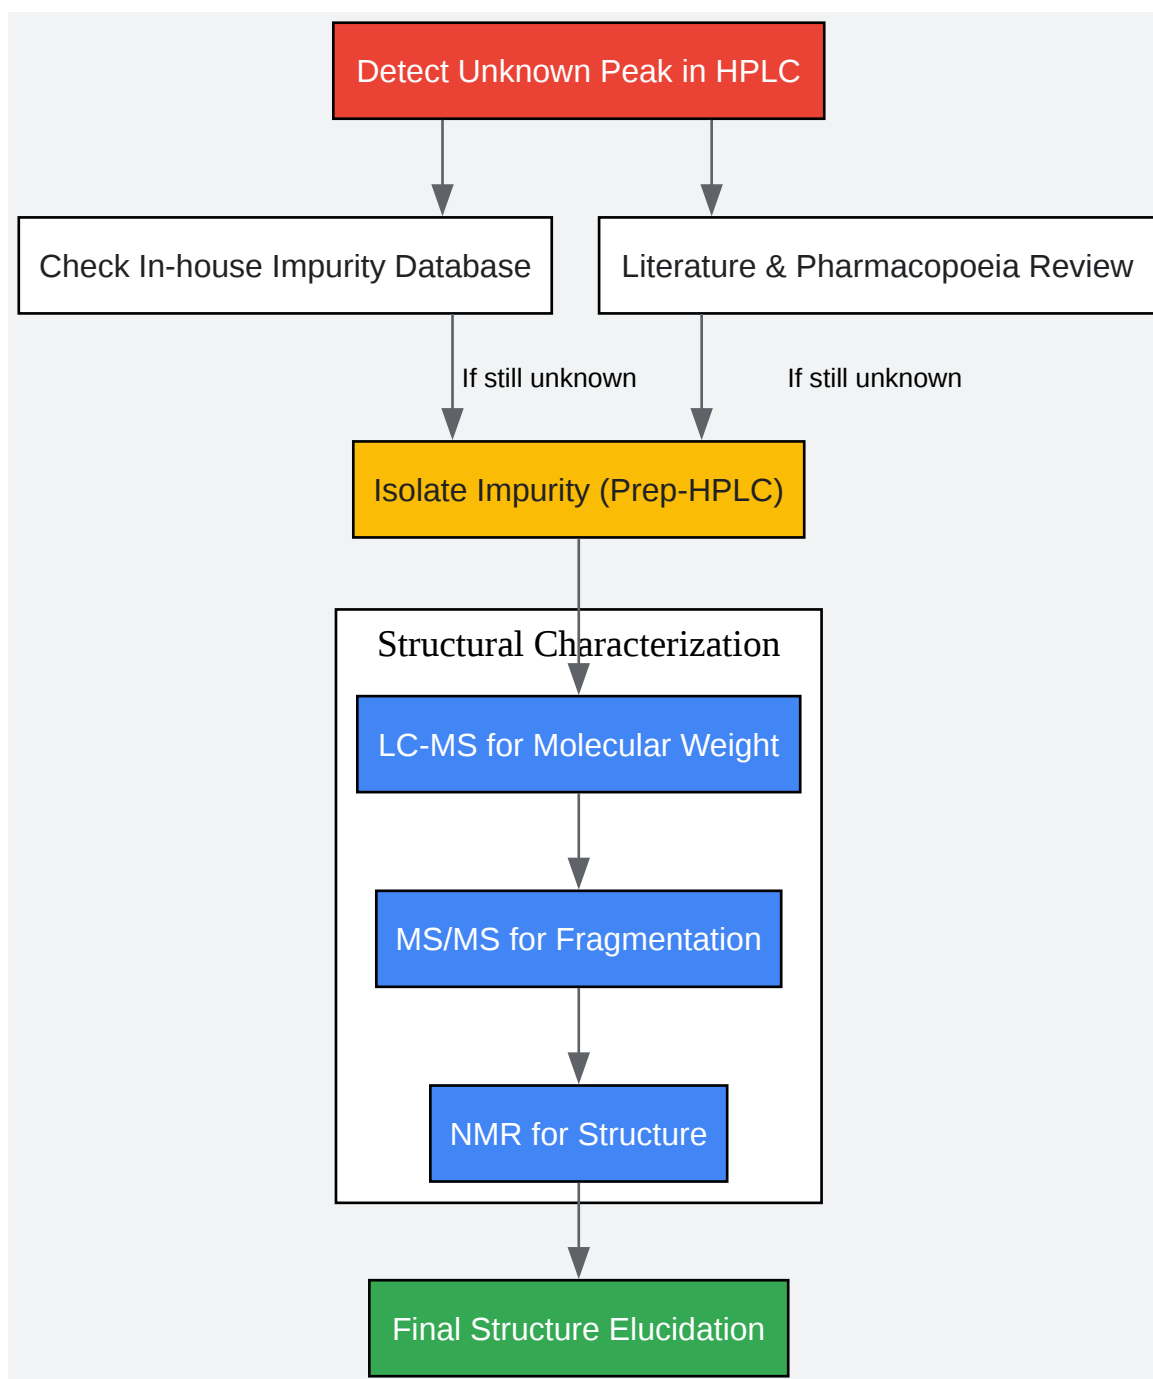 Detect Unknown Peak in HPLC
Check In-house Impurity Database
Literature & Pharmacopoeia Review
If still unknown
If still unknown
Isolate Impurity (Prep-HPLC)
Structural Characterization
LC-MS for Molecular Weight
MS/MS for Fragmentation
NMR for Structure
Final Structure Elucidation